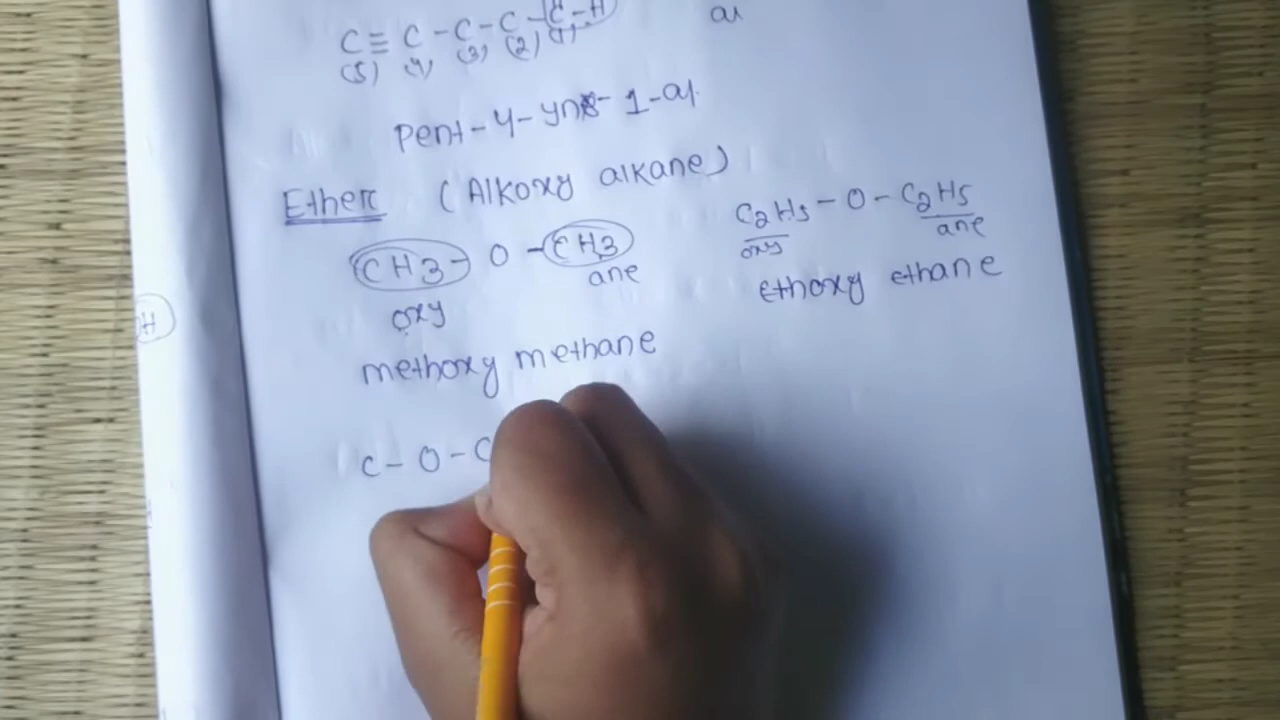 C ≡ C - C - C - C - H
(5) (4) (3) (2) (1)
al
Pent - 4 - yn - 1 - al.
Ether (Alkoxy alkane)
CH3 - O - CH3
oxy ane
methoxy methane
C2H5 - O - C2H5
oxy ane
Ethoxy Ethane
C - O - C
H